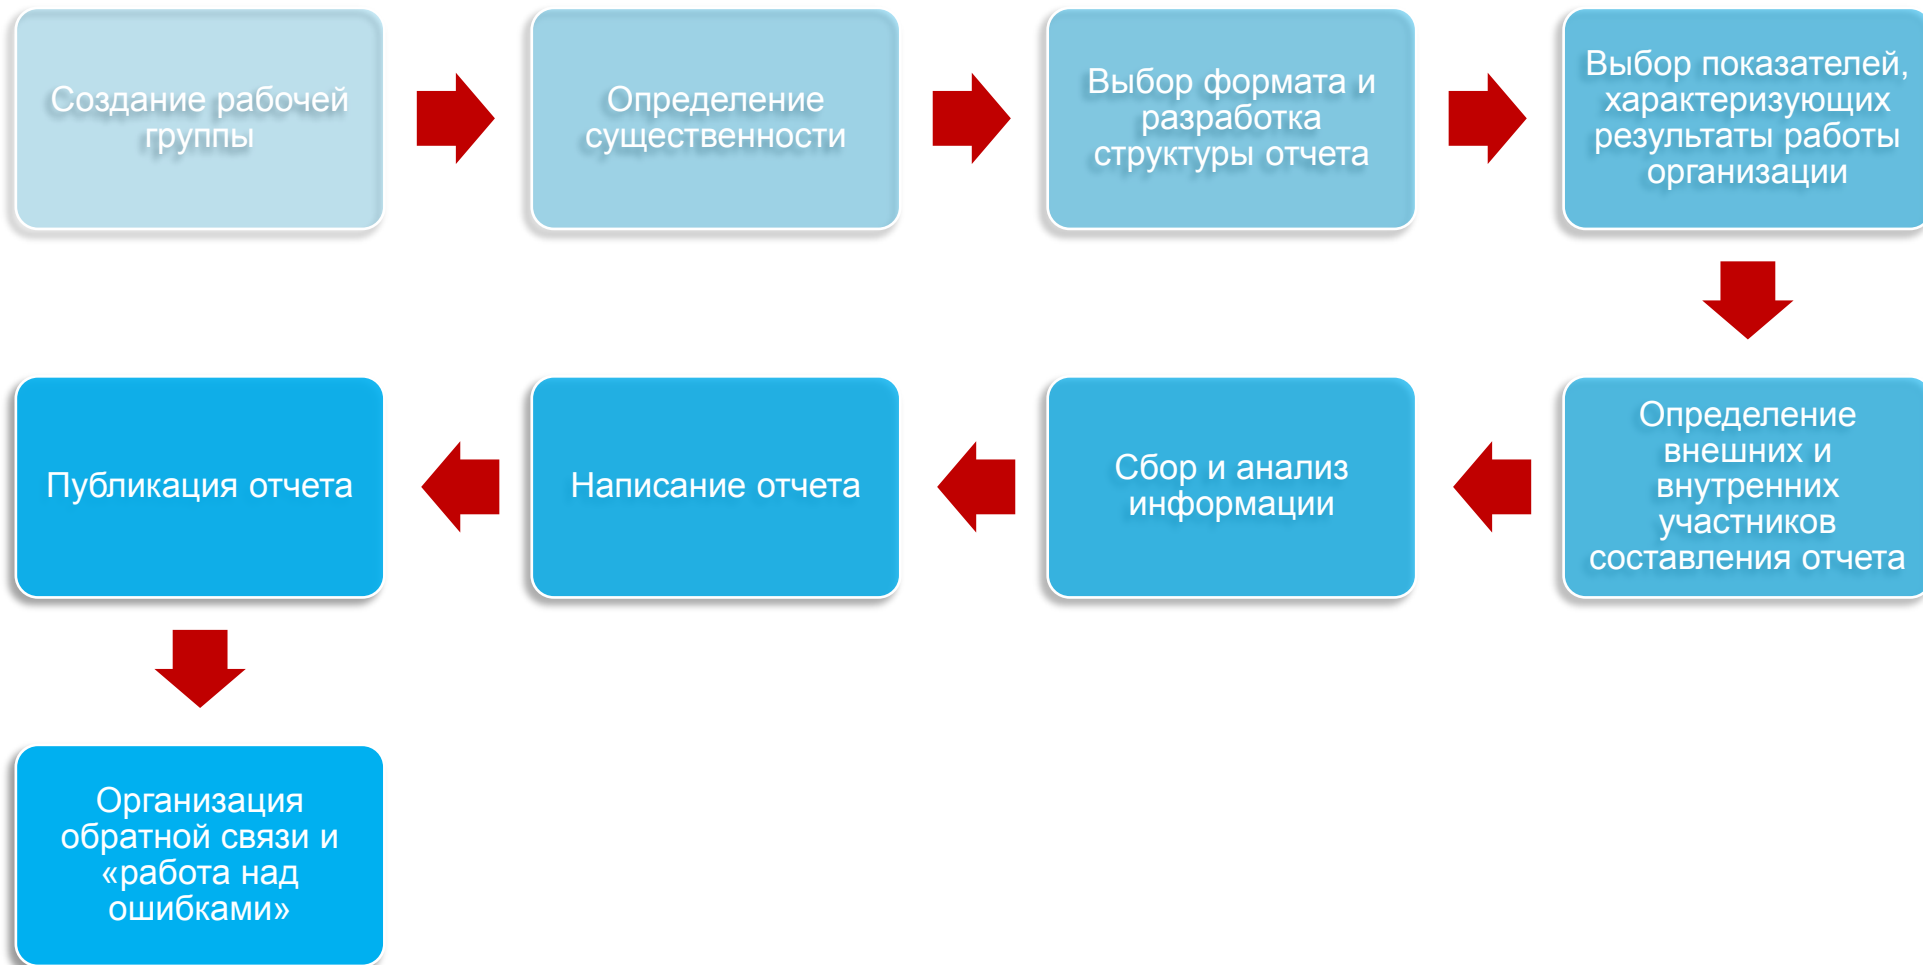 Создание рабочей
группы
Определение
существенности
Выбор формата и
разработка
структуры отчета
Выбор показателей,
характеризующих
результаты работы
организации
Определение
внешних и
внутренних
участников
составления отчета
Сбор и анализ
информации
Написание отчета
Публикация отчета
Организация
обратной связи и
«работа над
ошибками»